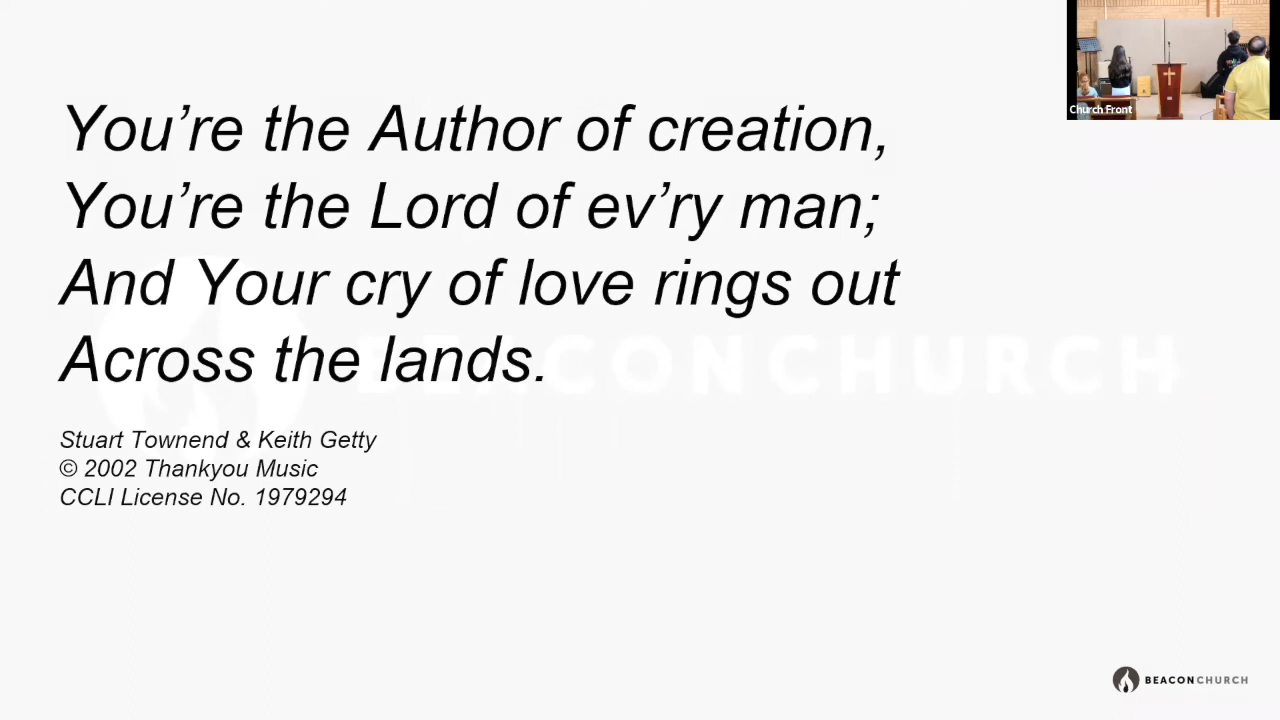 You’re the Author of creation,
You’re the Lord of ev’ry man;
And Your cry of love rings out
Across the lands.
Stuart Townend & Keith Getty
© 2002 Thankyou Music
CCLI License No. 1979294
Church Front
BEACONCHURCH
BEACONCHURCH